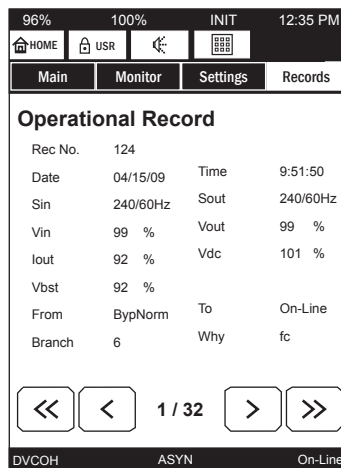 96% 100% INIT 12:35 PM
HOME USR
Main Monitor Settings Records
Operational Record
Rec No. 124
Date 04/15/09 Time 9:51:50
Sin 240/60Hz Sout 240/60Hz
Vin 99 % Vout 99 %
Iout 92 % Vdc 101 %
Vbst 92 %
From BypNorm To On-Line
Branch 6 Why fc
<< < 1 / 32 > >>
DVCOH ASYN On-Line